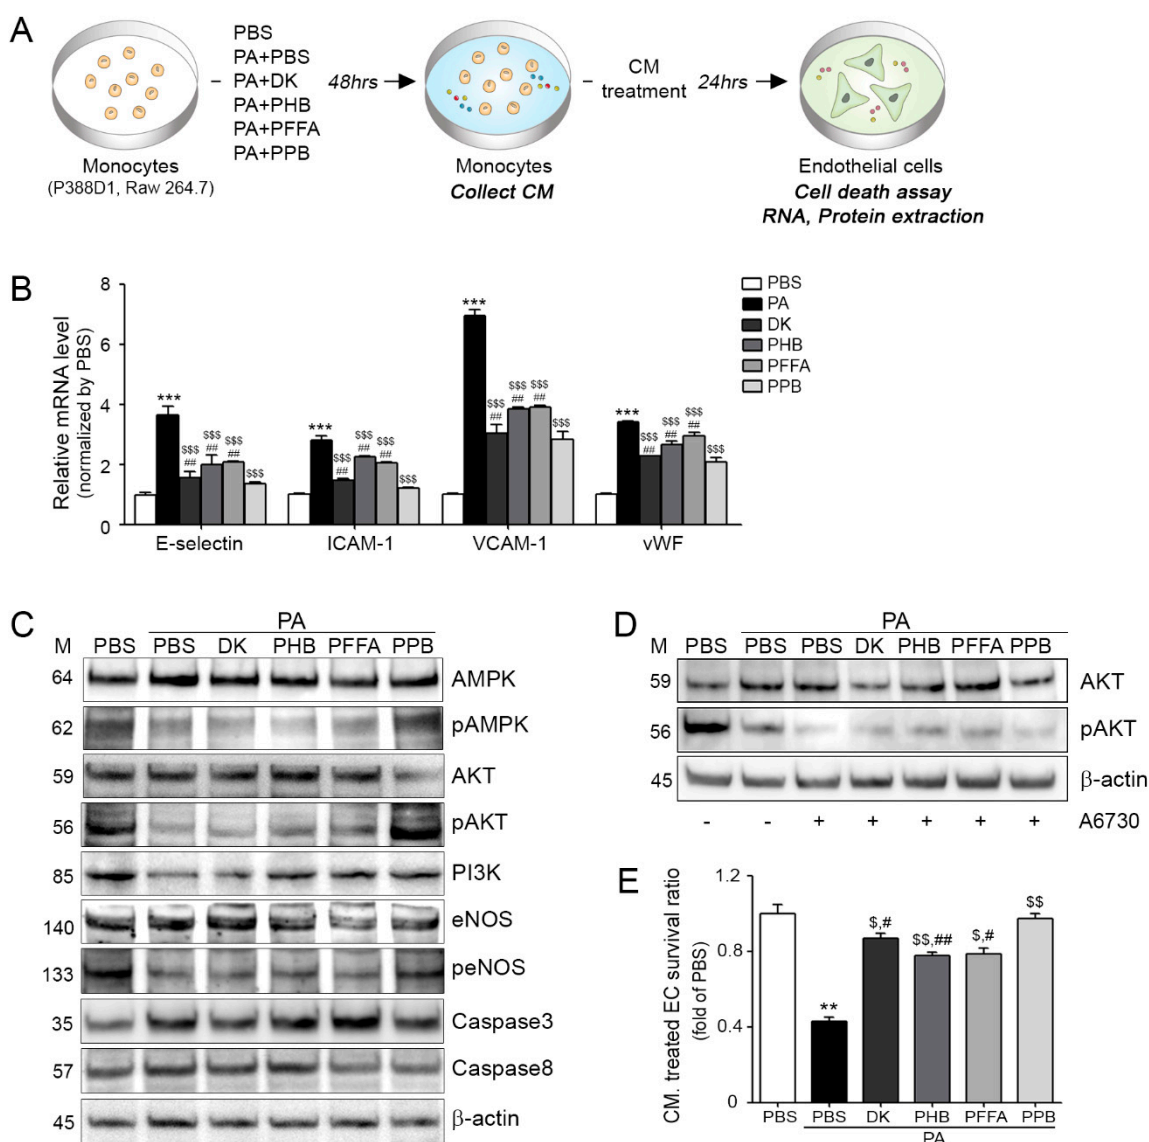 A
PBS
PA+PBS
PA+DK
PA+PHB
PA+PFFA
PA+PPB
48hrs
CM
treatment
24hrs
Monocytes
(P388D1, Raw 264.7)
Monocytes
Collect CM
Endothelial cells
Cell death assay
RNA, Protein extraction
B
Relative mRNA level
(normalized by PBS)
8
6
4
2
0
***
$$$
##
$$$
##
$$$
##
$$$
***
$$$
##
$$$
##
$$$
##
$$$
***
$$$
##
$$$
##
$$$
##
$$$
***
$$$
##
$$$
##
$$$
##
$$$
E-selectin ICAM-1 VCAM-1 vWF
PBS
PA
DK
PHB
PFFA
PPB
C
PA
M PBS PBS DK PHB PFFA PPB
64 AMPK
62 pAMPK
59 AKT
56 pAKT
85 PI3K
140 eNOS
133 peNOS
35 Caspase3
57 Caspase8
45 β-actin
D
PA
M PBS PBS PBS DK PHB PFFA PPB
59 AKT
56 pAKT
45 β-actin
- - + + + + + A6730
E
CM. treated EC survival ratio
(fold of PBS)
1.2
0.8
0.4
0
**
$,#
$$,##
$,#
$$
PBS PBS DK PHB PFFA PPB
PA